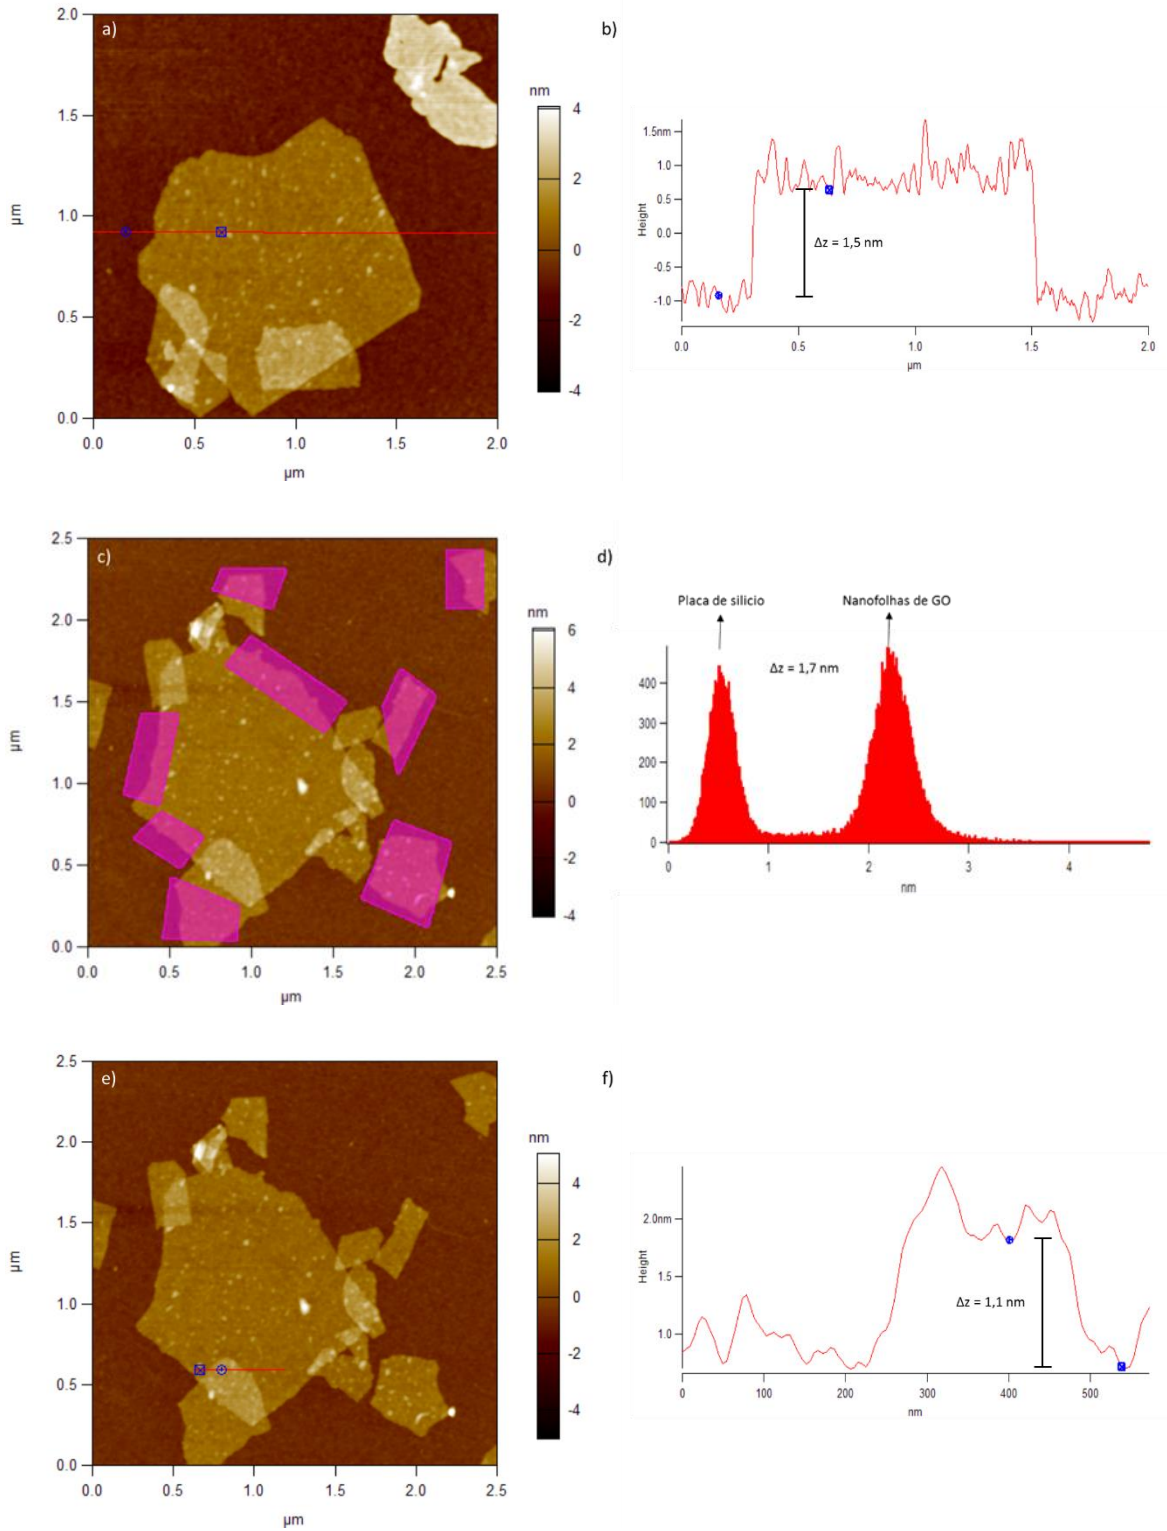 a)
2.0
1.5
1.0
0.5
0.0
µm
0.0 0.5 1.0 1.5 2.0
µm
nm
4
2
0
-2
-4
b)
1.5nm
1.0
0.5
0.0
-0.5
-1.0
Height
Δz = 1,5 nm
0.0 0.5 1.0 1.5 2.0
µm
c)
2.5
2.0
1.5
1.0
0.5
0.0
µm
0.0 0.5 1.0 1.5 2.0 2.5
µm
nm
6
4
2
0
-2
-4
d)
Placa de silicio
Nanofolhas de GO
Δz = 1,7 nm
400
300
200
100
0
0 1 2 3 4
nm
e)
2.5
2.0
1.5
1.0
0.5
0.0
µm
0.0 0.5 1.0 1.5 2.0 2.5
µm
nm
4
2
0
-2
-4
f)
2.0nm
1.5
1.0
Height
Δz = 1,1 nm
0 100 200 300 400 500
nm